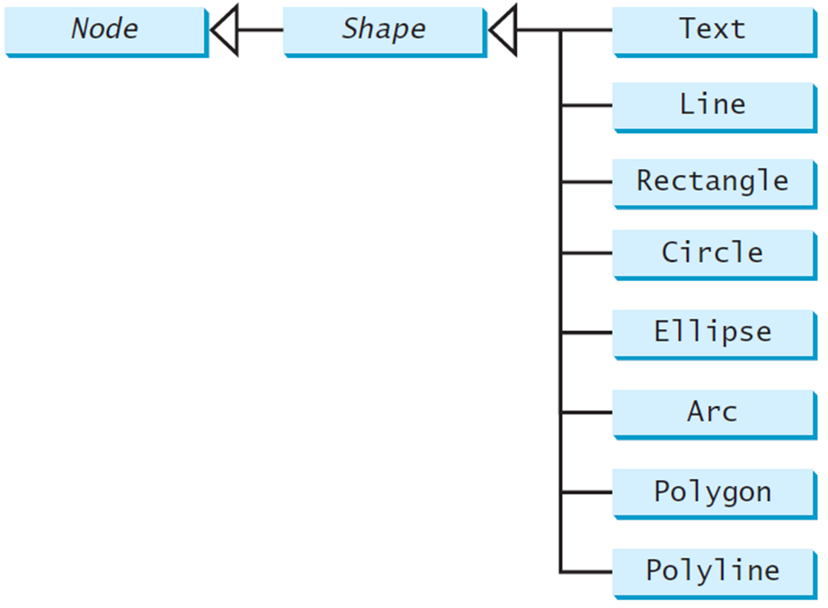 Node
Shape
Text
Line
Rectangle
Circle
Ellipse
Arc
Polygon
Polyline